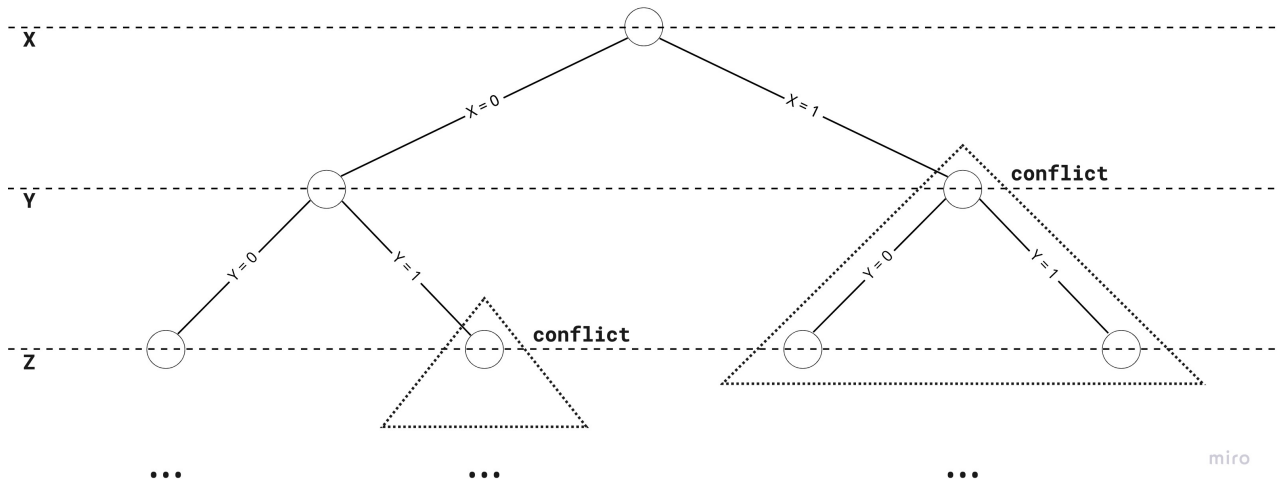 X
X = 0
X = 1
conflict
Y
Y = 0
Y = 1
Y = 0
Y = 1
conflict
Z
miro
...
...
...